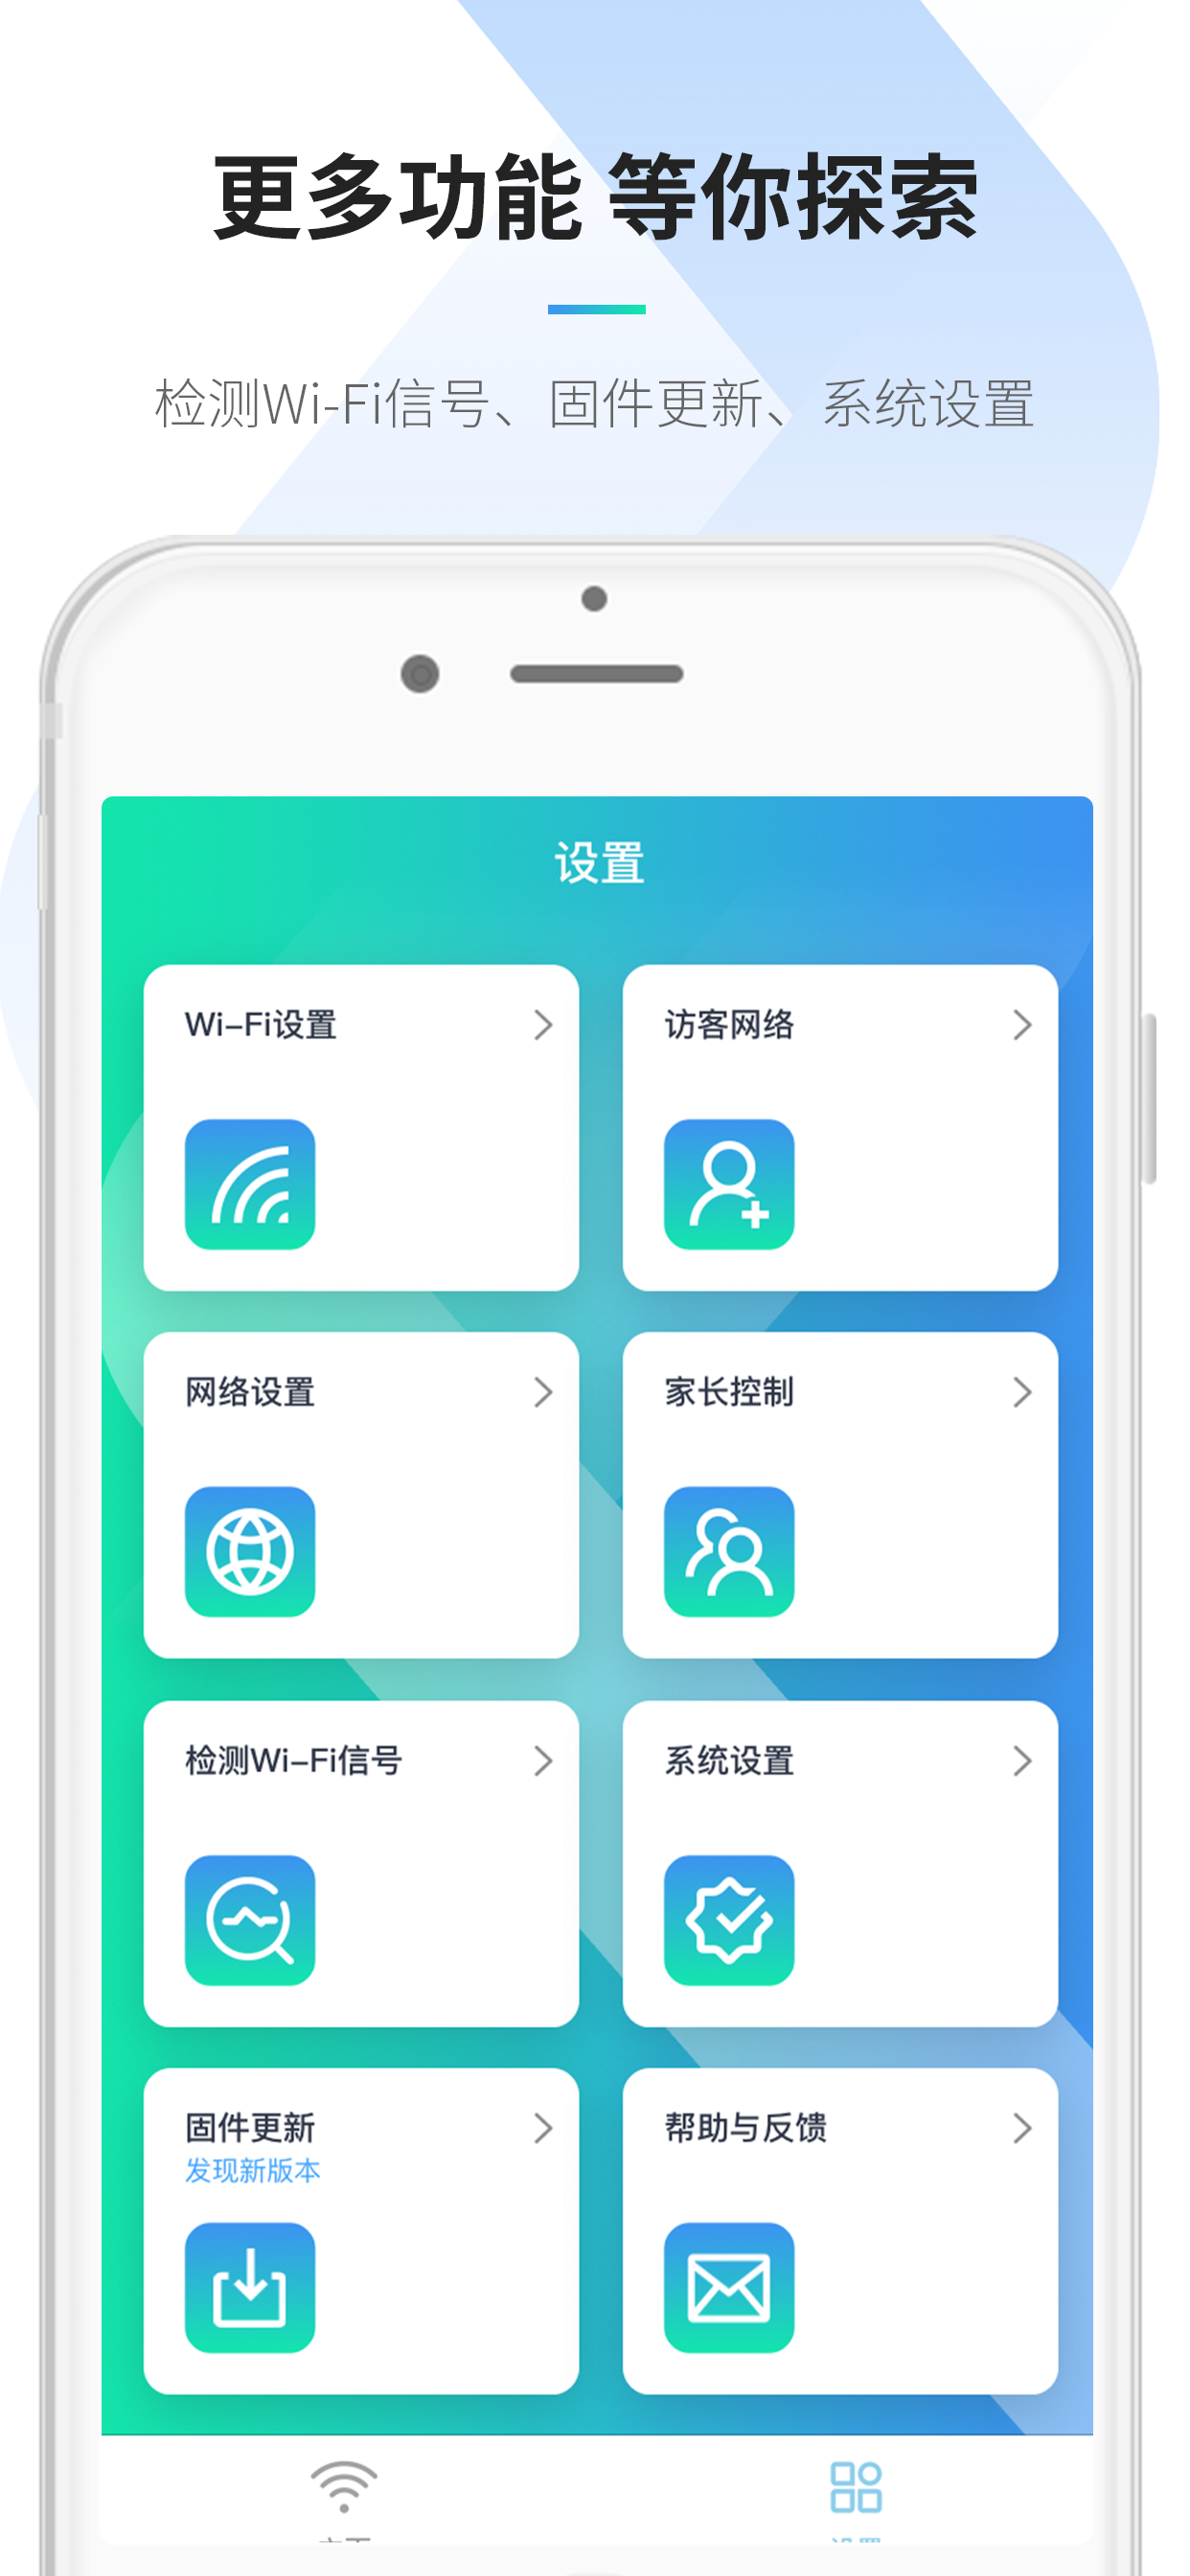 更多功能 等你探索
检测Wi-Fi信号、固件更新、系统设置
设置
Wi-Fi设置
访客网络
网络设置
家长控制
检测Wi-Fi信号
系统设置
固件更新
发现新版本
帮助与反馈